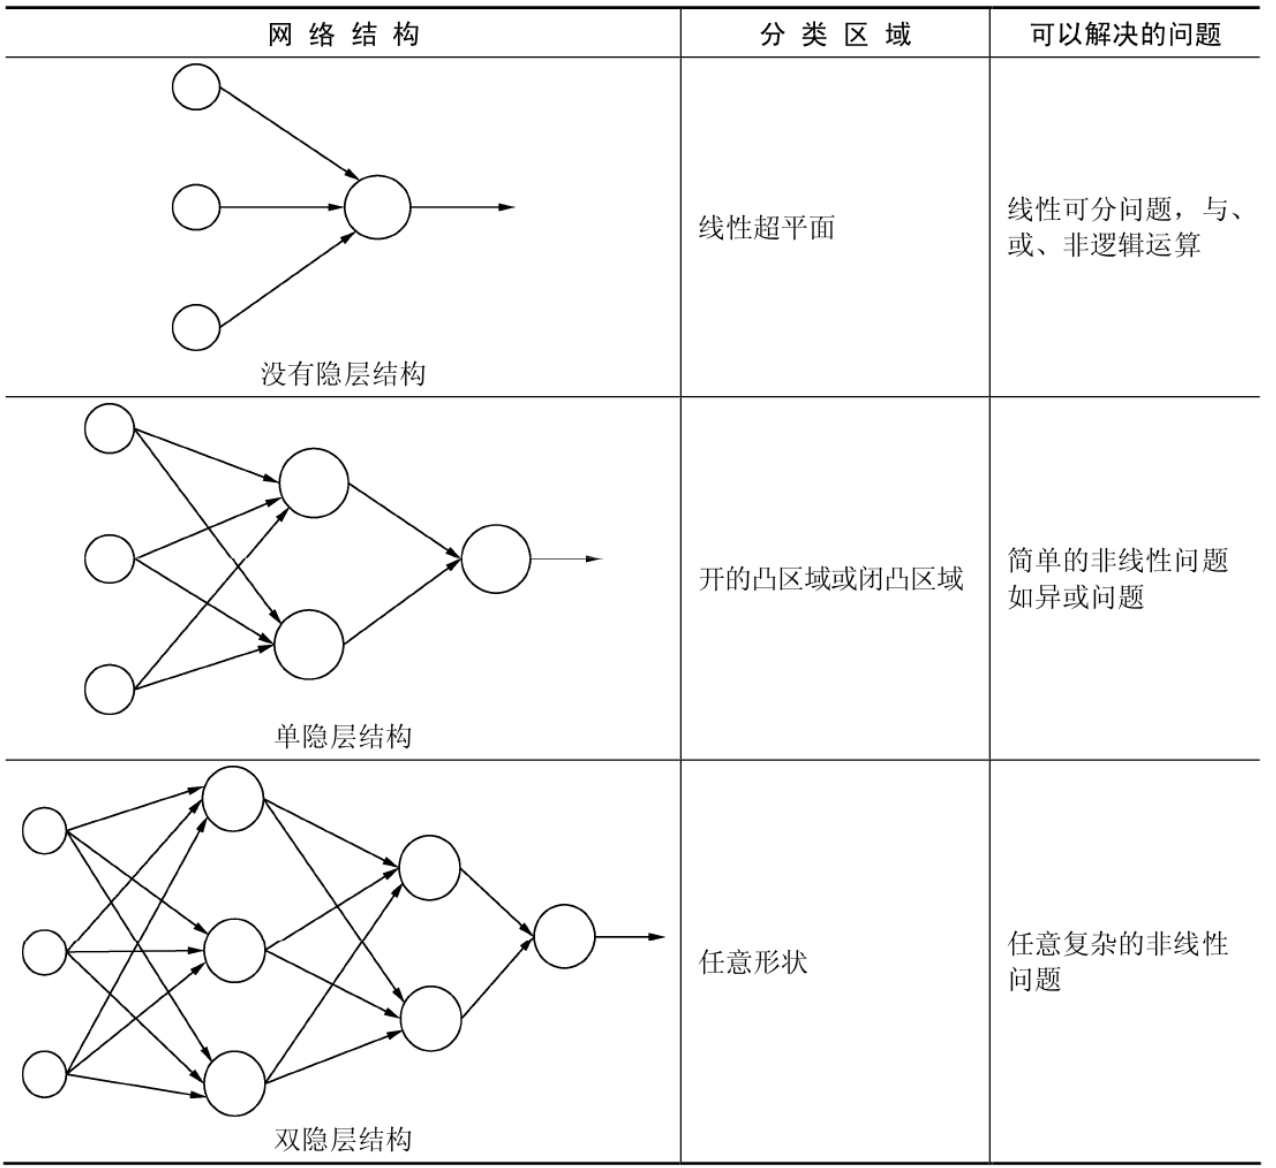 网络结构
分类区域
可以解决的问题
没有隐层结构
线性超平面
线性可分问题，与、
或、非逻辑运算
单隐层结构
开的凸区域或闭凸区域
简单的非线性问题
如异或问题
双隐层结构
任意形状
任意复杂的非线性
问题